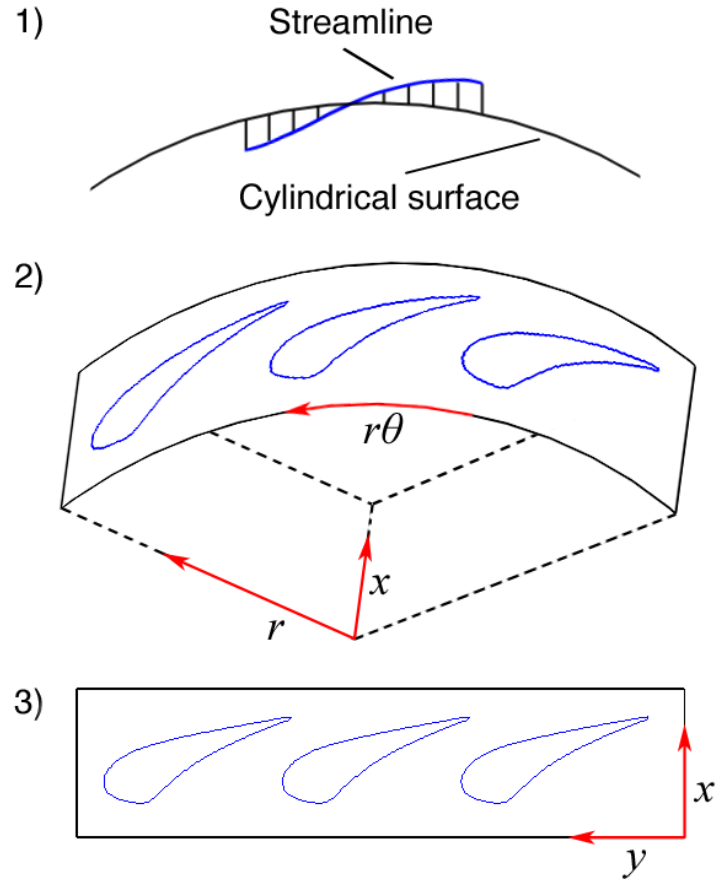 1)
Streamline
Cylindrical surface
2)
rθ
x
r
3)
x
y